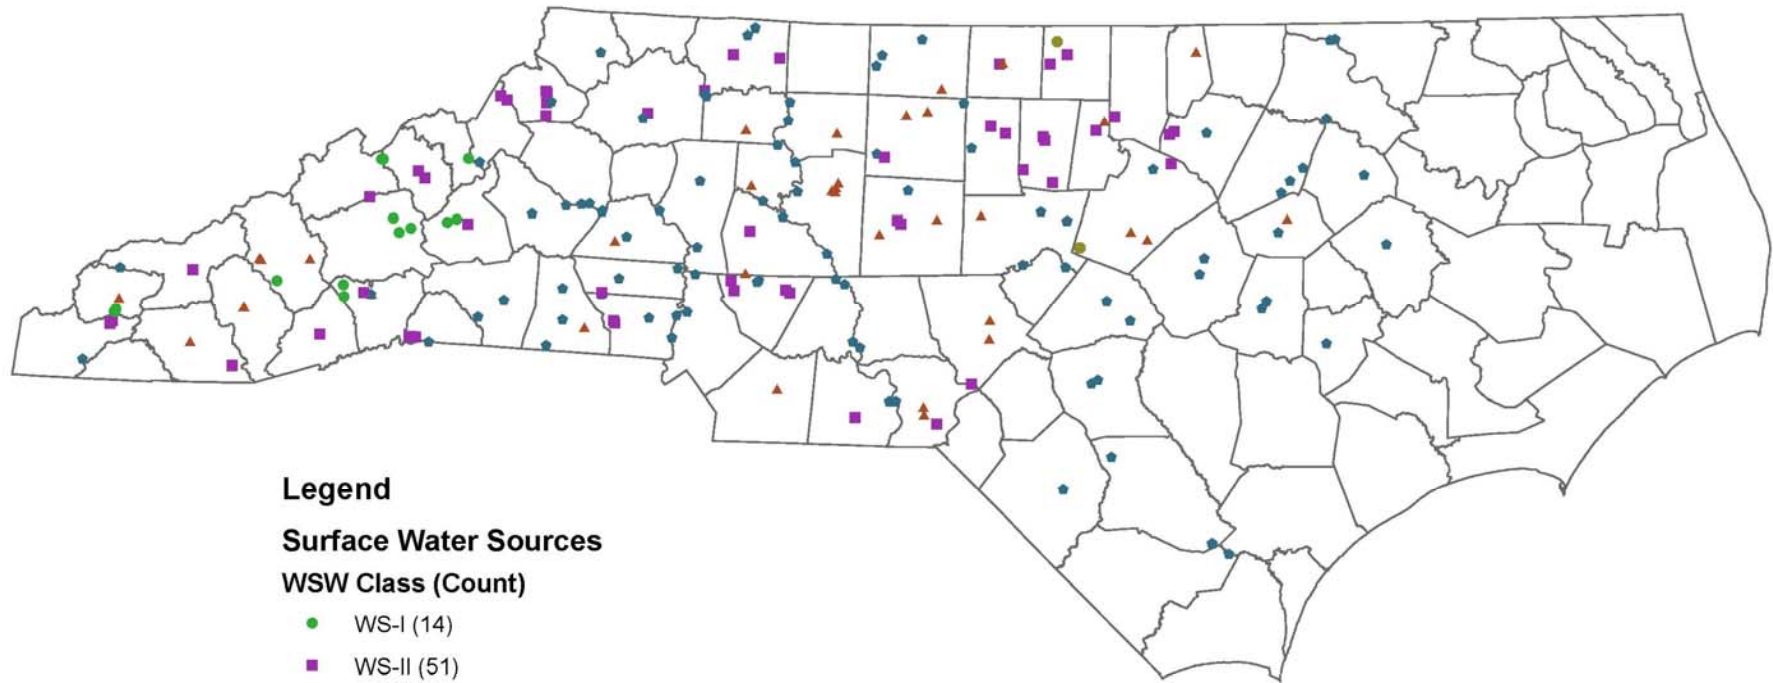 Legend
Surface Water Sources
WSW Class (Count)
WS-I (14)
WS-II (51)